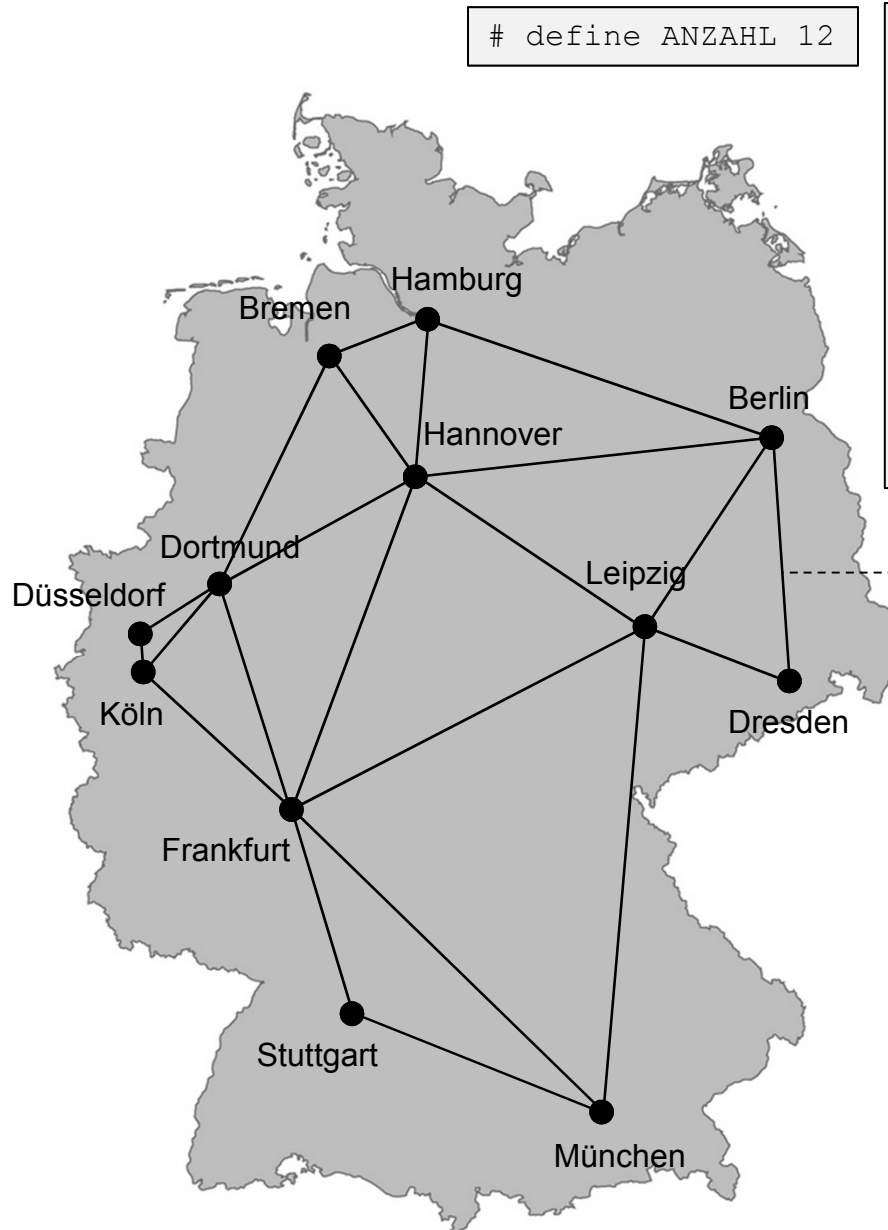 # define ANZAHL 12
Hamburg
Bremen
Berlin
Hannover
Dortmund
Leipzig
Düsseldorf
Köln
Dresden
Frankfurt
Stuttgart
München